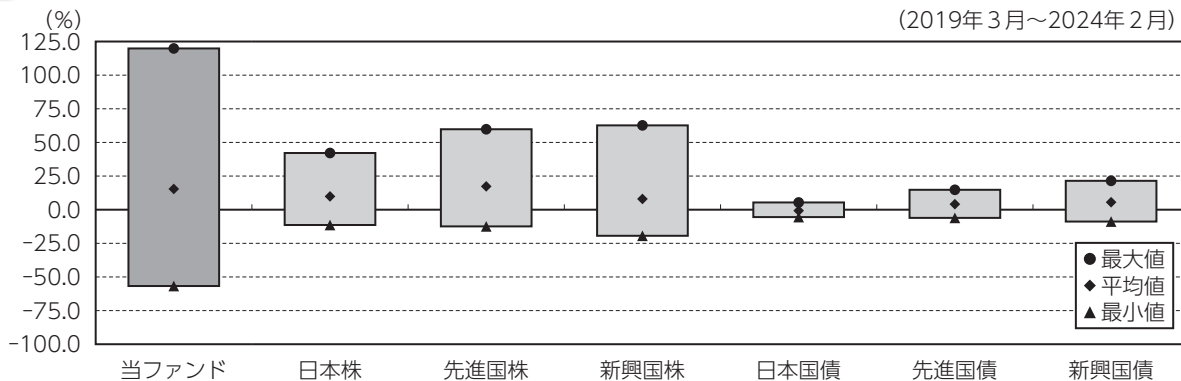 (%)
(2019年3月~2024年2月)
125.0
100.0
75.0
50.0
25.0
0.0
-25.0
-50.0
-75.0
-100.0
●最大値
◆平均値
▲最小値
当ファンド 日本株 先進国株 新興国株 日本国債 先進国債 新興国債